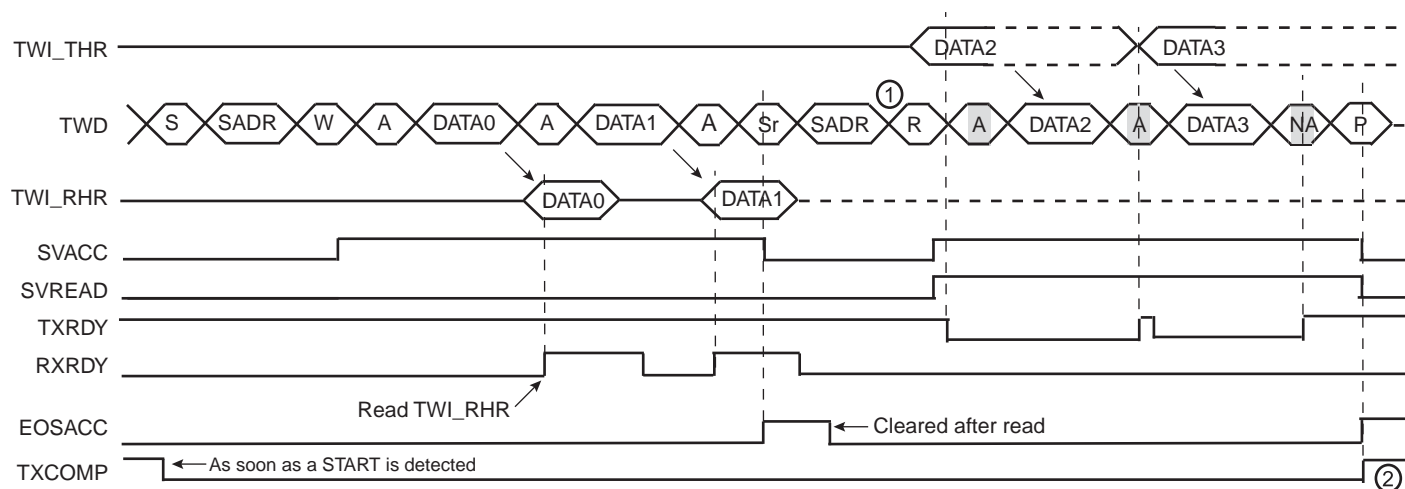 TWI_THR DATA2 DATA3
①
TWD S SADR W A DATA0 A DATA1 A Sr SADR R A DATA2 A DATA3 NA P
TWI_RHR DATA0 DATA1
SVACC
SVREAD
TXRDY
RXRDY
Read TWI_RHR
EOSACC Cleared after read
TXCOMP As soon as a START is detected ②